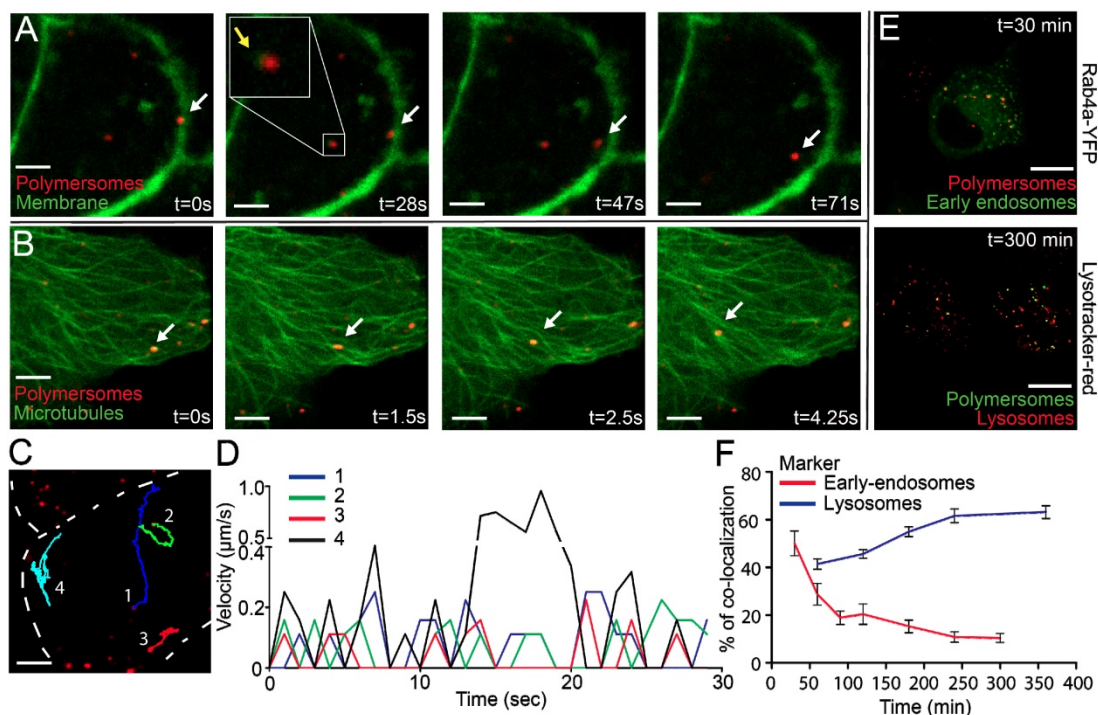 A
Polymersomes
Membrane
t=0s
t=28s
t=47s
t=71s
B
Polymersomes
Microtubules
t=0s
t=1.5s
t=2.5s
t=4.25s
E
t=30 min
Polymersomes
Early endosomes
Rab4a-YFP
t=300 min
Polymersomes
Lysosomes
Lysotracker-red
C
1
2
3
4
D
1
2
3
4
Velocity (μm/s)
1.0
0.5
0.4
0.2
0
0
10
20
30
Time (sec)
F
Marker
Early-endosomes
Lysosomes
% of co-localization
80
60
40
20
0
0
50
100
150
200
250
300
350
400
Time (min)